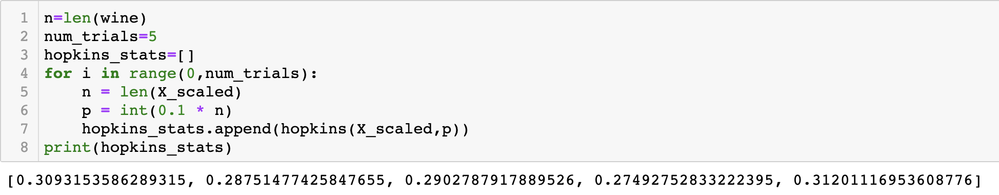 1 n=len(wine)
2 num_trials=5
3 hopkins_stats=[]
4 for i in range(0,num_trials):
5     n = len(X_scaled)
6     p = int(0.1 * n)
7     hopkins_stats.append(hopkins(X_scaled,p))
8 print(hopkins_stats)
[0.3093153586289315, 0.28751477425847655, 0.2902787917889526, 0.27492752833222395, 0.31201116953608776]